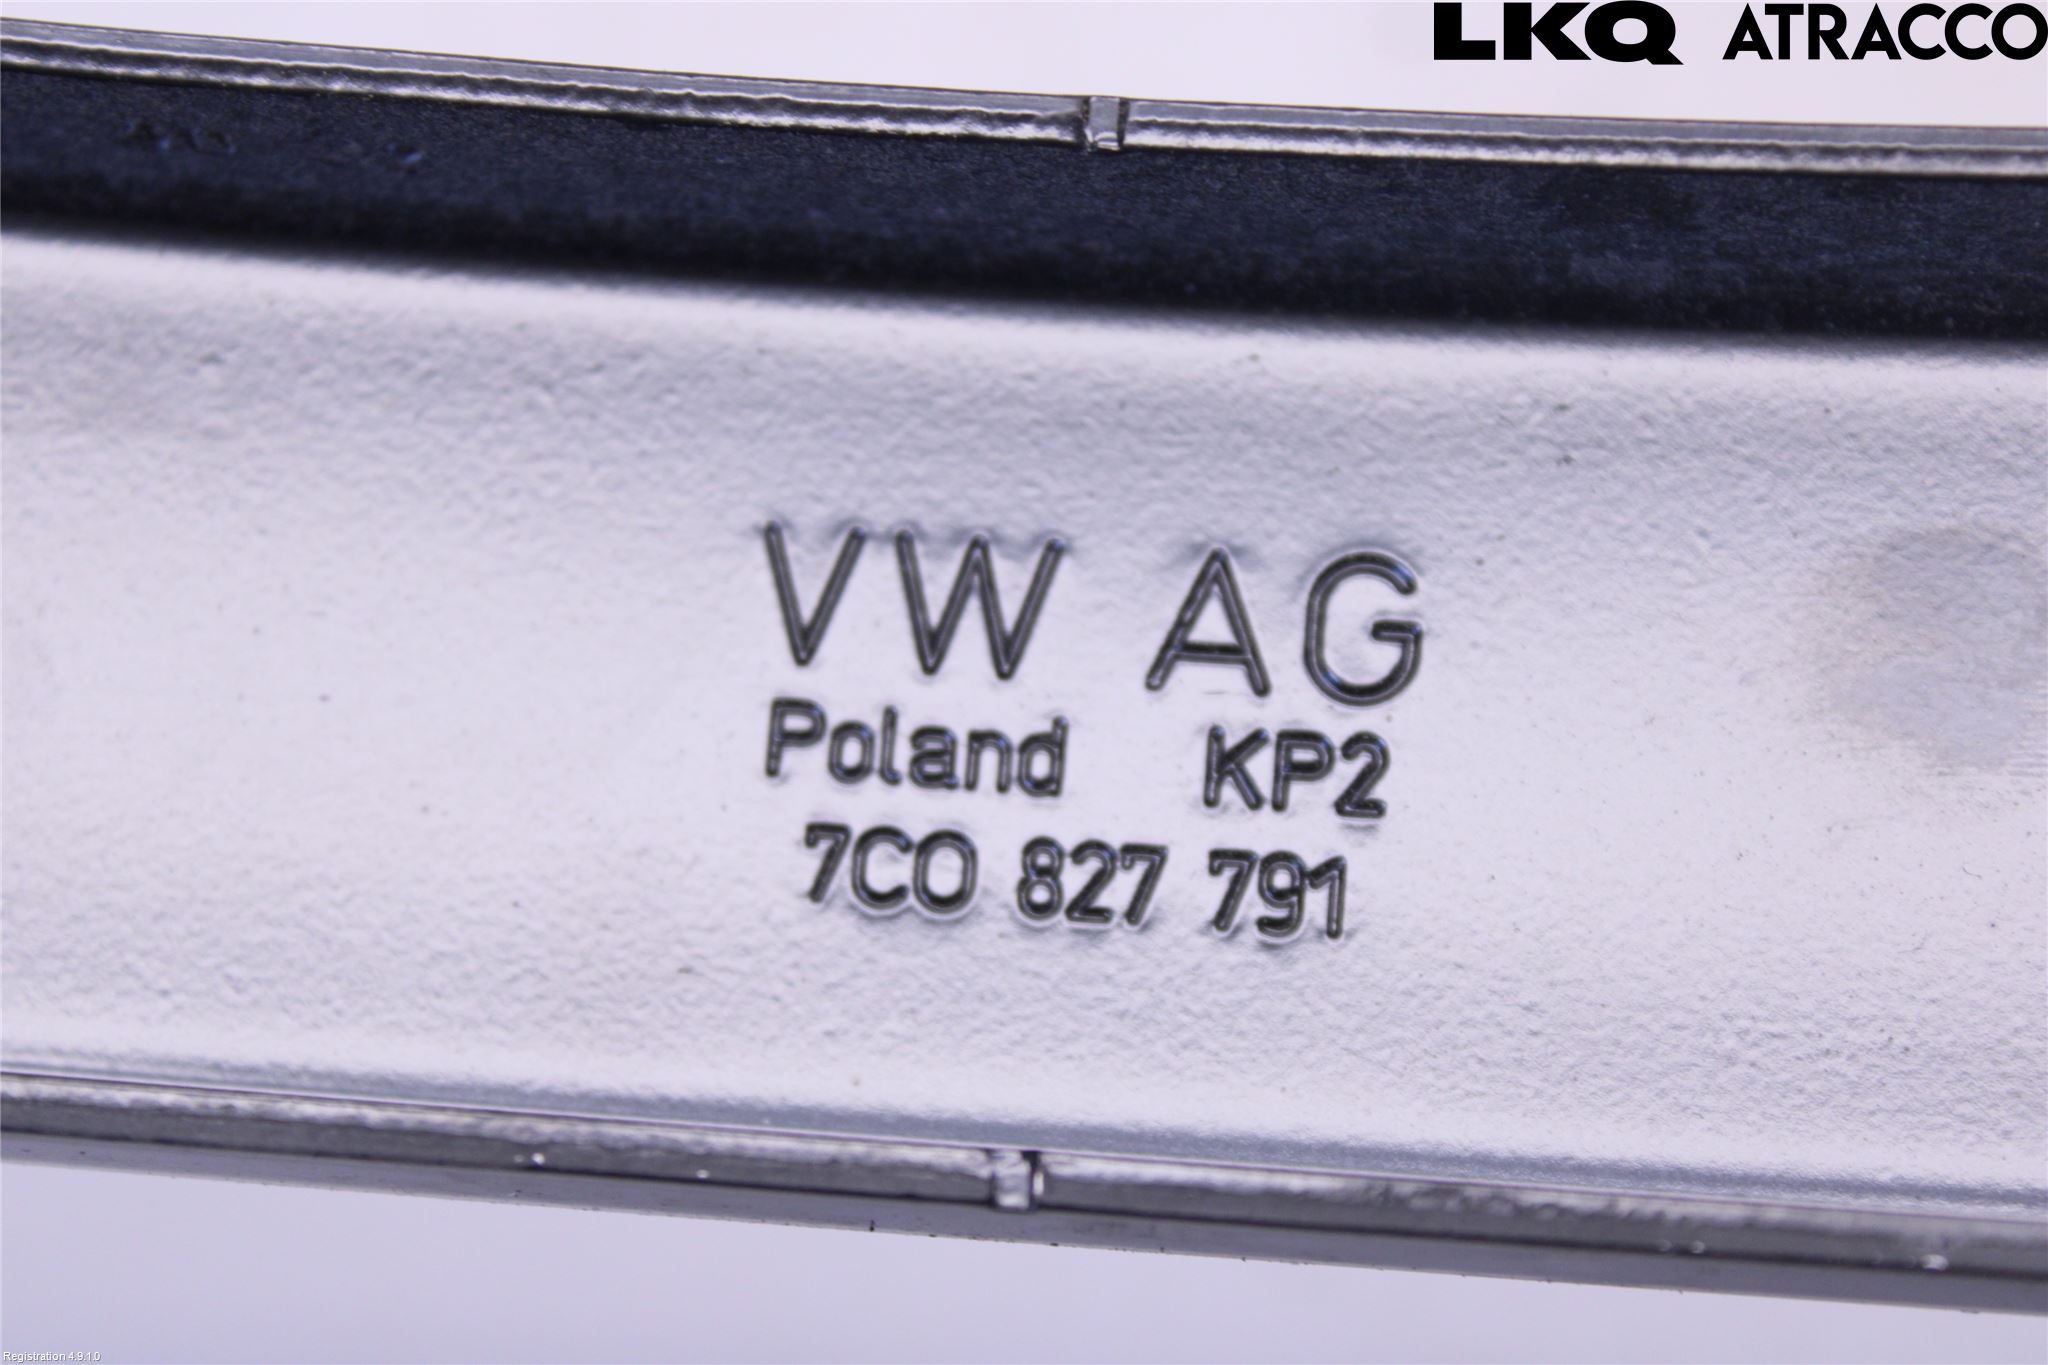 LKQ ATRACCO
VW AG
Poland KP2
7C0 827 791
Registration 4.9.1.0